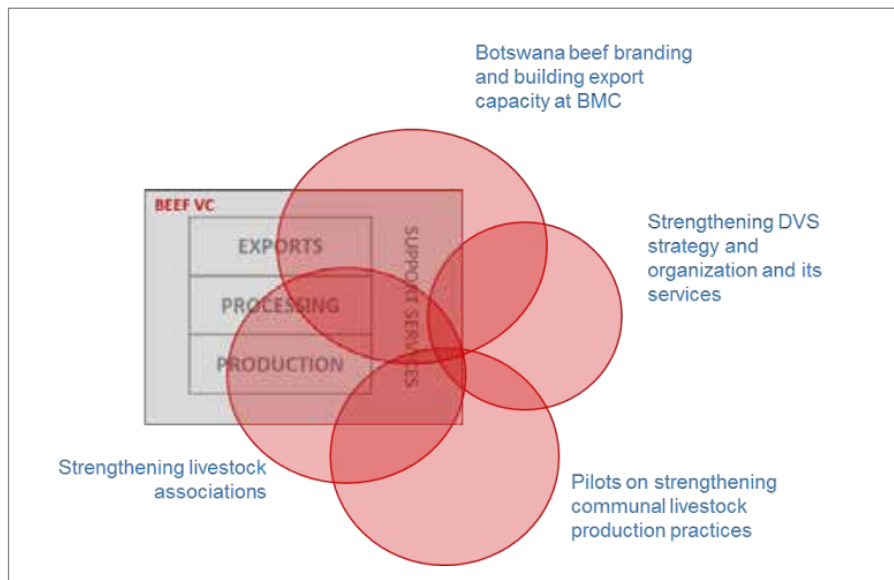 Botswana beef branding
and building export
capacity at BMC
BEEF VC
EXPORTS
PROCESSING
PRODUCTION
SUPPORT SERVICES
Strengthening DVS
strategy and
organization and its
services
Strengthening livestock
associations
Pilots on strengthening
communal livestock
production practices